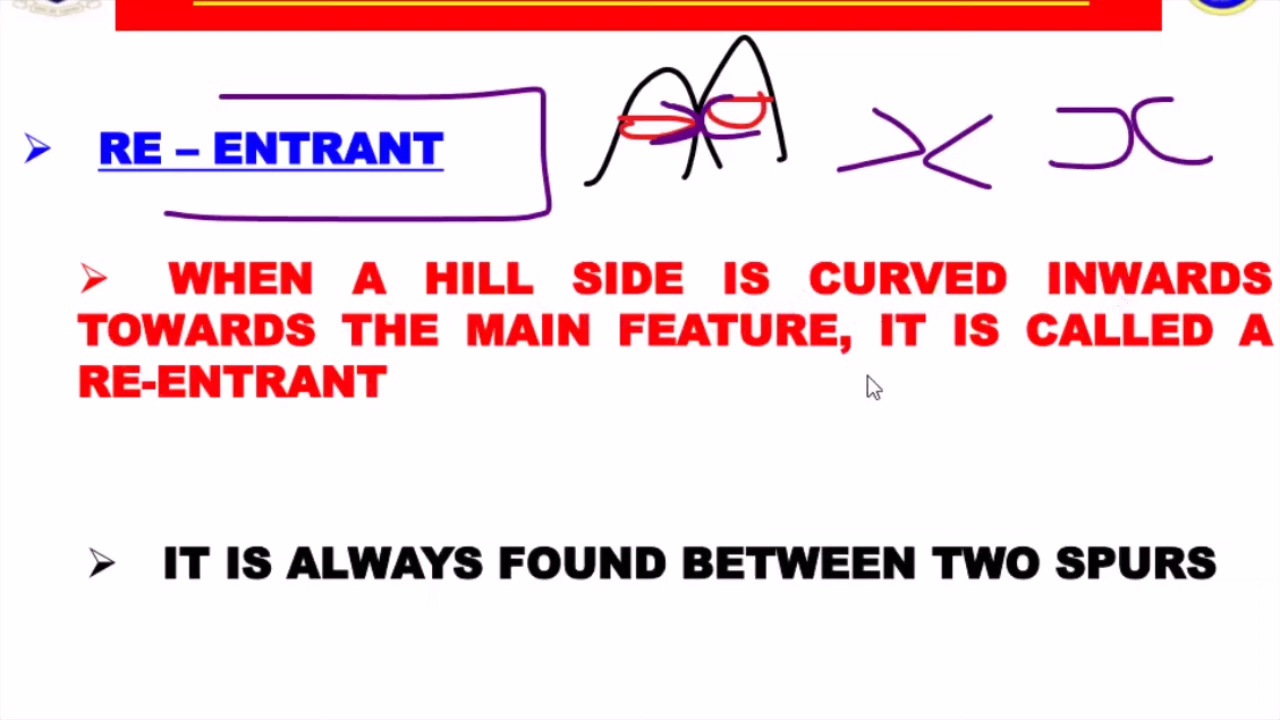 RE – ENTRANT
WHEN A HILL SIDE IS CURVED INWARDS
TOWARDS THE MAIN FEATURE, IT IS CALLED A
RE-ENTRANT
IT IS ALWAYS FOUND BETWEEN TWO SPURS